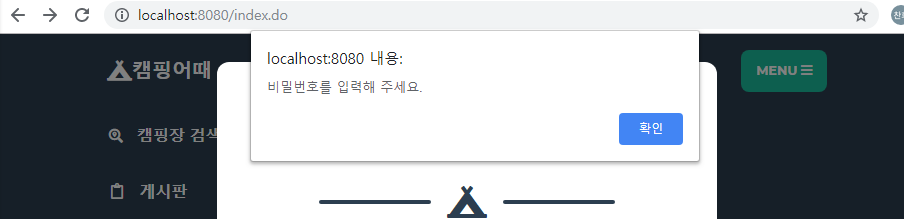 localhost:8080/index.do
localhost:8080 내용:
비밀번호를 입력해 주세요.
확인
캠핑어때
MENU
캠핑장 검색
게시판